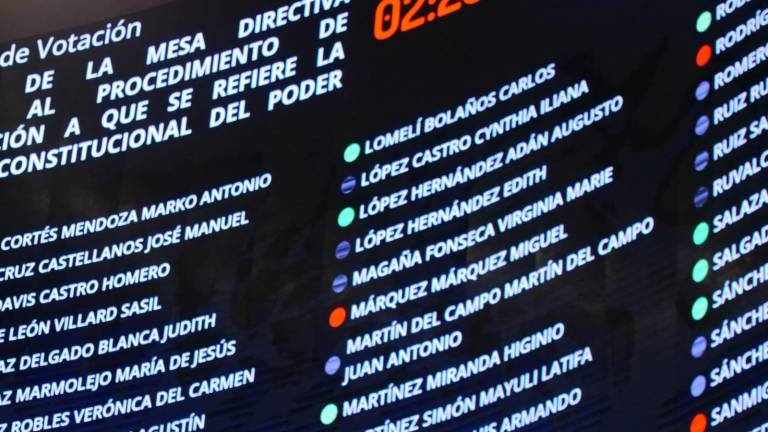 de Votación
DE LA MESA DIRECTIVA
AL PROCEDIMIENTO DE
CIÓN A QUE SE REFIERE LA
CONSTITUCIONAL DEL PODER
CORTÉS MENDOZA MARKO ANTONIO
CRUZ CASTELLANOS JOSÉ MANUEL
DAVIS CASTRO HOMERO
LEÓN VILLARD SASIL
DELGADO BLANCA JUDITH
MARMOLEJO MARÍA DE JESÚS
ROBLES VERÓNICA DEL CARMEN
AGUSTÍN
LOMELÍ BOLAÑOS CARLOS
LÓPEZ CASTRO CYNTHIA ILIANA
LÓPEZ HERNÁNDEZ ADÁN AUGUSTO
LÓPEZ HERNÁNDEZ EDITH
MAGAÑA FONSECA VIRGINIA MARIE
MÁRQUEZ MÁRQUEZ MIGUEL
MARTÍN DEL CAMPO MARTÍN DEL CAMPO
JUAN ANTONIO
MARTÍNEZ MIRANDA HIGINIO
MARTÍNEZ SIMÓN MAYULI LATIFA
ARMANDO
RODRÍG
ROMERO
RUIZ RU
RUIZ SA
RUVALC
SALAZA
SALGAD
SÁNCHE
SÁNCHE
SÁNCHE
SANMIG